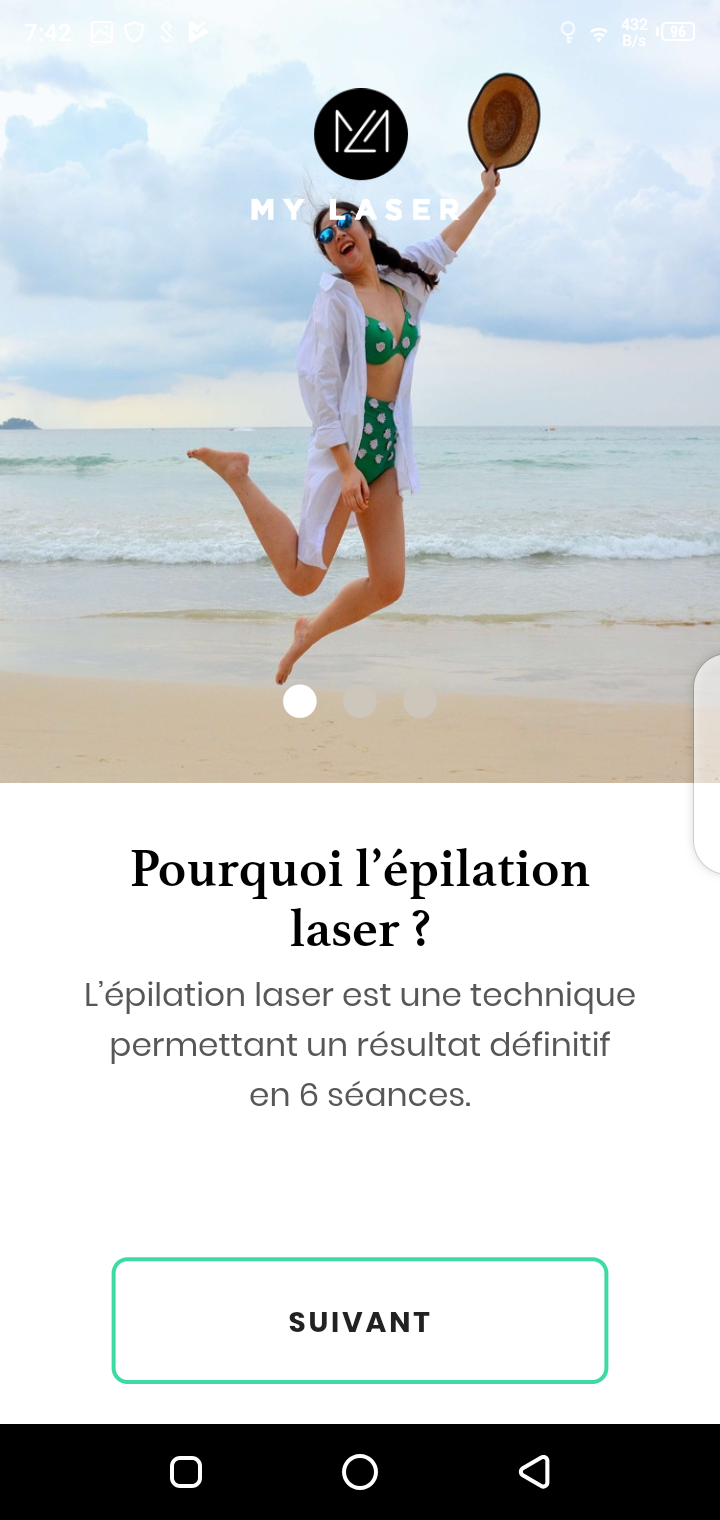 7:42
432
B/s
96
MY LASER
Pourquoi l’épilation
laser ?
L’épilation laser est une technique
permettant un résultat définitif
en 6 séances.
SUIVANT